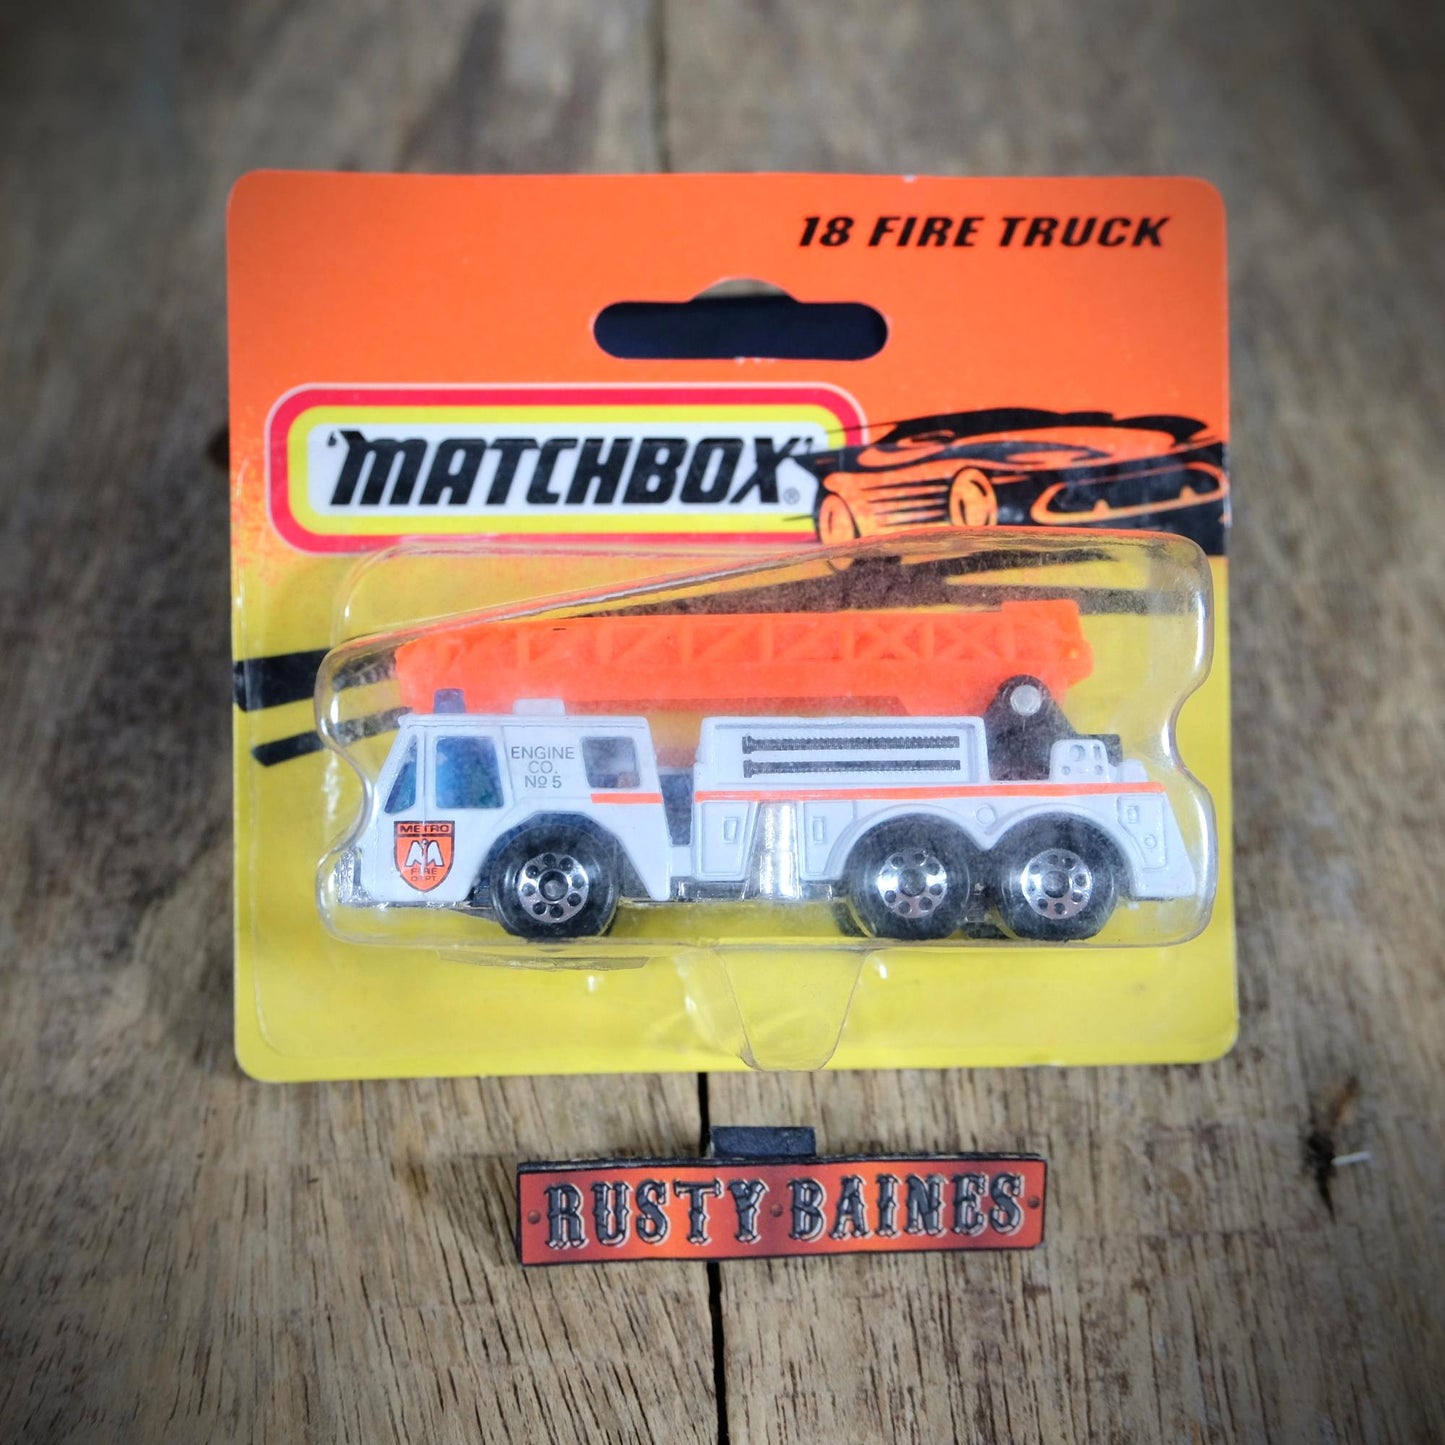 18 FIRE TRUCK
'MATCHBOX'®
ENGINE
CO.
No 5
METRO
M
FIRE
DEPT
RUSTY·BAINES